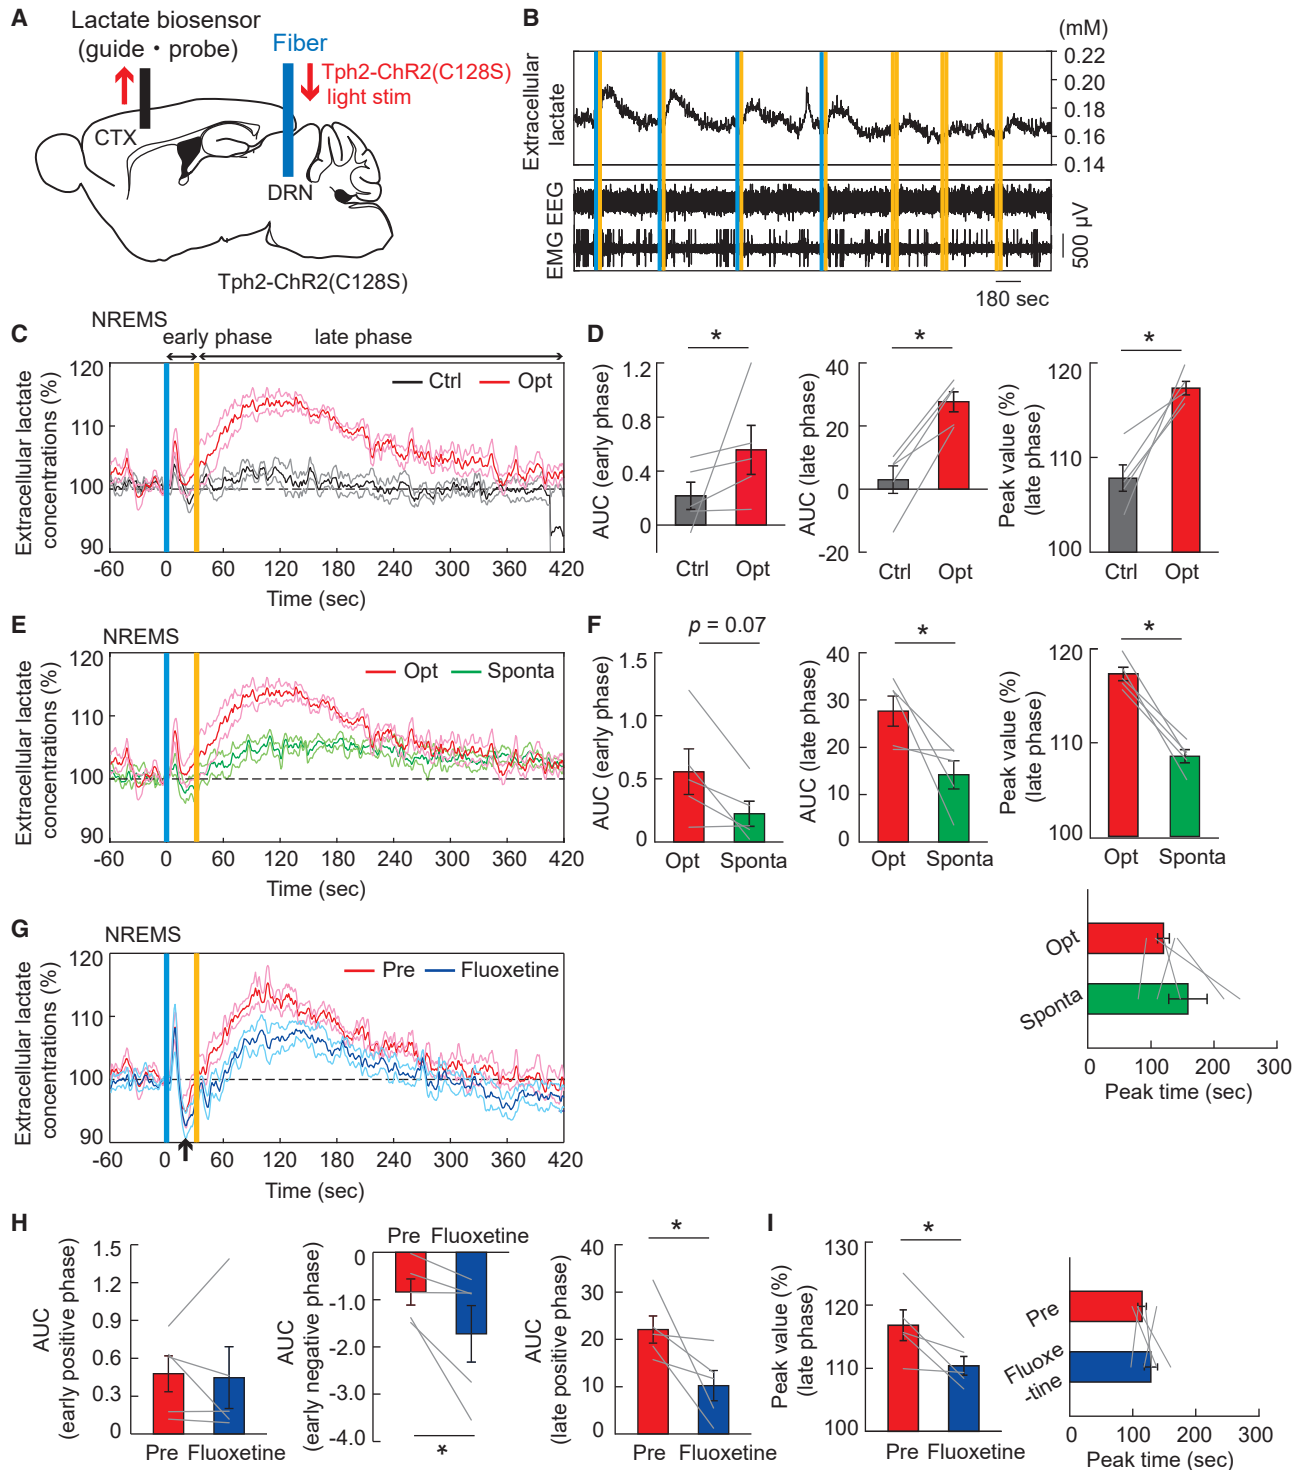 A
Lactate biosensor
(guide・probe)
Fiber
Tph2-ChR2(C128S)
light stim
CTX
DRN
Tph2-ChR2(C128S)
B
(mM)
Extracellular
lactate
0.22
0.20
0.18
0.16
0.14
EMG EEG
500 µV
180 sec
C
NREMS
early phase
late phase
Ctrl
Opt
Extracellular lactate
concentrations (%)
120
110
100
90
-60 0 60 120 180 240 300 360 420
Time (sec)
D
*
AUC (early phase)
1.2
0.8
0.4
0
Ctrl Opt
*
AUC (late phase)
40
20
0
-20
Ctrl Opt
*
Peak value (%)
(late phase)
120
110
100
Ctrl Opt
E
NREMS
Opt
Sponta
Extracellular lactate
concentrations (%)
120
110
100
90
-60 0 60 120 180 240 300 360 420
Time (sec)
F
p = 0.07
AUC (early phase)
1.5
1.0
0.5
0
Opt Sponta
*
AUC (late phase)
40
30
20
10
0
Opt Sponta
*
Peak value (%)
(late phase)
120
110
100
Opt Sponta
Opt
Sponta
0 100 200 300
Peak time (sec)
G
NREMS
Pre
Fluoxetine
Extracellular lactate
concentrations (%)
120
110
100
90
-60 0 60 120 180 240 300 360 420
Time (sec)
H
AUC
(early positive phase)
1.5
1.2
0.9
0.6
0.3
0
Pre Fluoxetine
Pre Fluoxetine
AUC
(early negative phase)
0
-1.0
-2.0
-3.0
-4.0
*
*
AUC
(late positive phase)
40
30
20
10
0
Pre Fluoxetine
I
*
Peak value (%)
(late phase)
130
120
110
100
Pre Fluoxetine
Pre
Fluoxe
-tine
0 100 200 300
Peak time (sec)